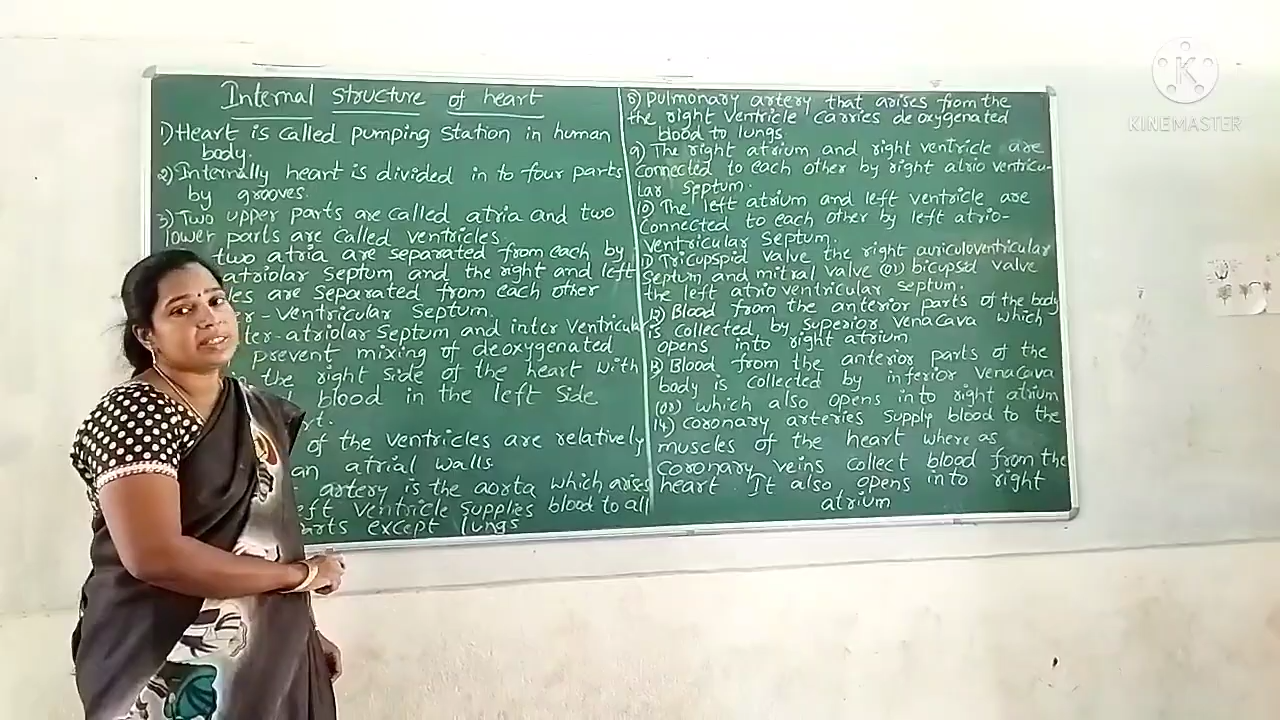 Internal structure of heart
1) Heart is called pumping station in human
body.
2) Internally heart is divided in to four parts
by grooves.
3) Two upper parts are called atria and two
lower parts are called ventricles
two atria are separated from each by
atriolar septum and the right and left
es are separated from each other
er-ventricular septum.
ter-atriolar septum and inter ventricular
prevent mixing of deoxygenated
the right side of the heart with
blood in the left side
rt.
of the ventricles are relatively
an atrial walls
artery is the aorta which arises
eft ventricle supplies blood to all
arts except lungs
8) Pulmonary artery that arises from the
the right ventricle carries deoxygenated
blood to lungs.
9) The right atrium and right ventricle are
connected to each other by right atrio ventricu-
lar septum.
10) The left atrium and left ventricle are
connected to each other by left atrio-
ventricular septum.
11) Tricupspid valve the right auriculoventricular
septum and mitral valve (or) bicupsid valve
the left atrio ventricular septum.
12) Blood from the anterior parts of the body
is collected by superior venacava which
opens into right atrium
13) Blood from the anterior parts of the
body is collected by inferior venacava
(or) which also opens into right atrium
14) coronary arteries supply blood to the
muscles of the heart where as
coronary veins collect blood from the
heart. It also opens into right
atrium
K
KINEMASTER